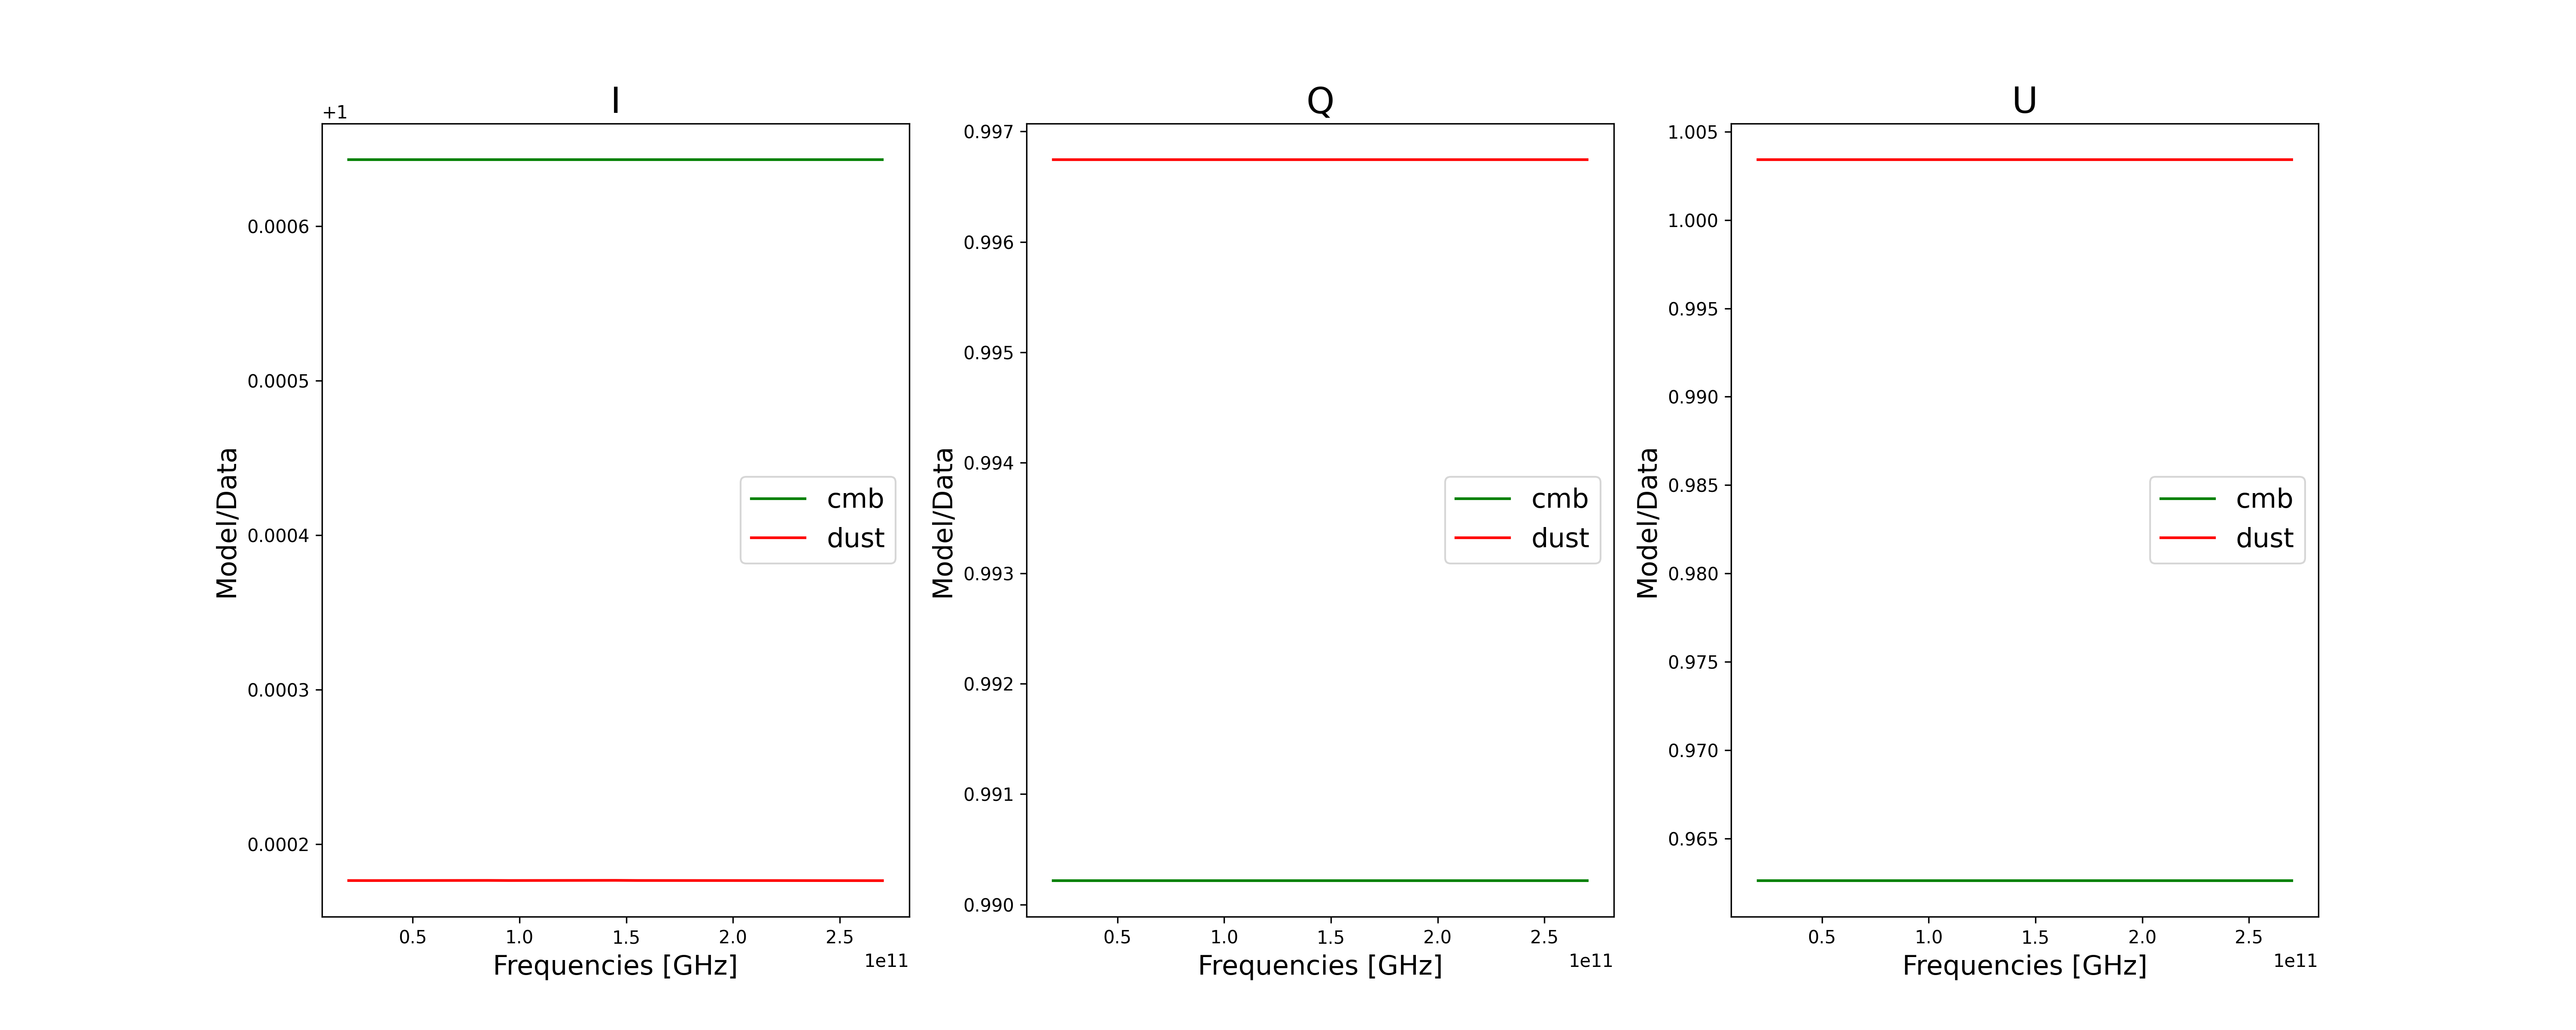 I
+1
0.0006
0.0005
0.0004
0.0003
0.0002
Model/Data
cmb
dust
0.5 1.0 1.5 2.0 2.5
1e11
Frequencies [GHz]
Q
0.997
0.996
0.995
0.994
0.993
0.992
0.991
0.990
Model/Data
cmb
dust
0.5 1.0 1.5 2.0 2.5
1e11
Frequencies [GHz]
U
1.005
1.000
0.995
0.990
0.985
0.980
0.975
0.970
0.965
Model/Data
cmb
dust
0.5 1.0 1.5 2.0 2.5
1e11
Frequencies [GHz]